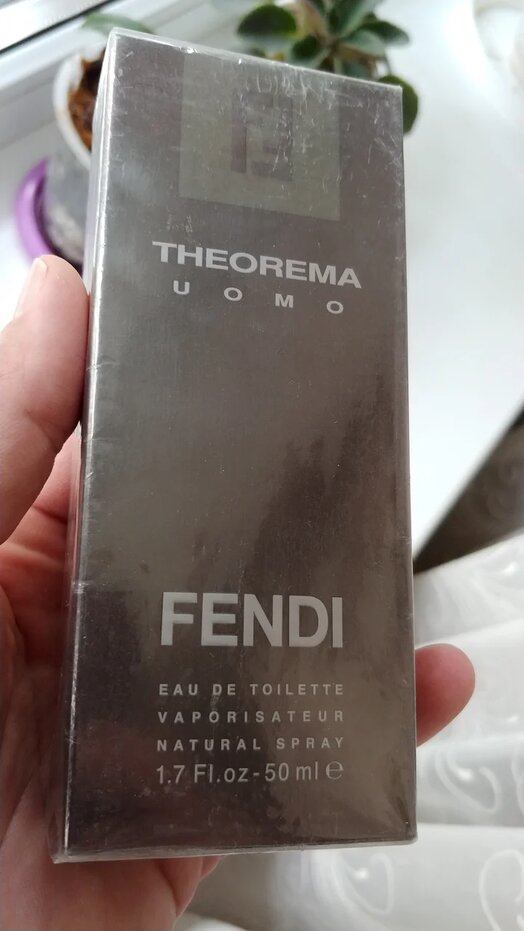 THEOREMA
UOMO
FENDI
EAU DE TOILETTE
VAPORISATEUR
NATURAL SPRAY
1.7 Fl.oz-50 ml ℮